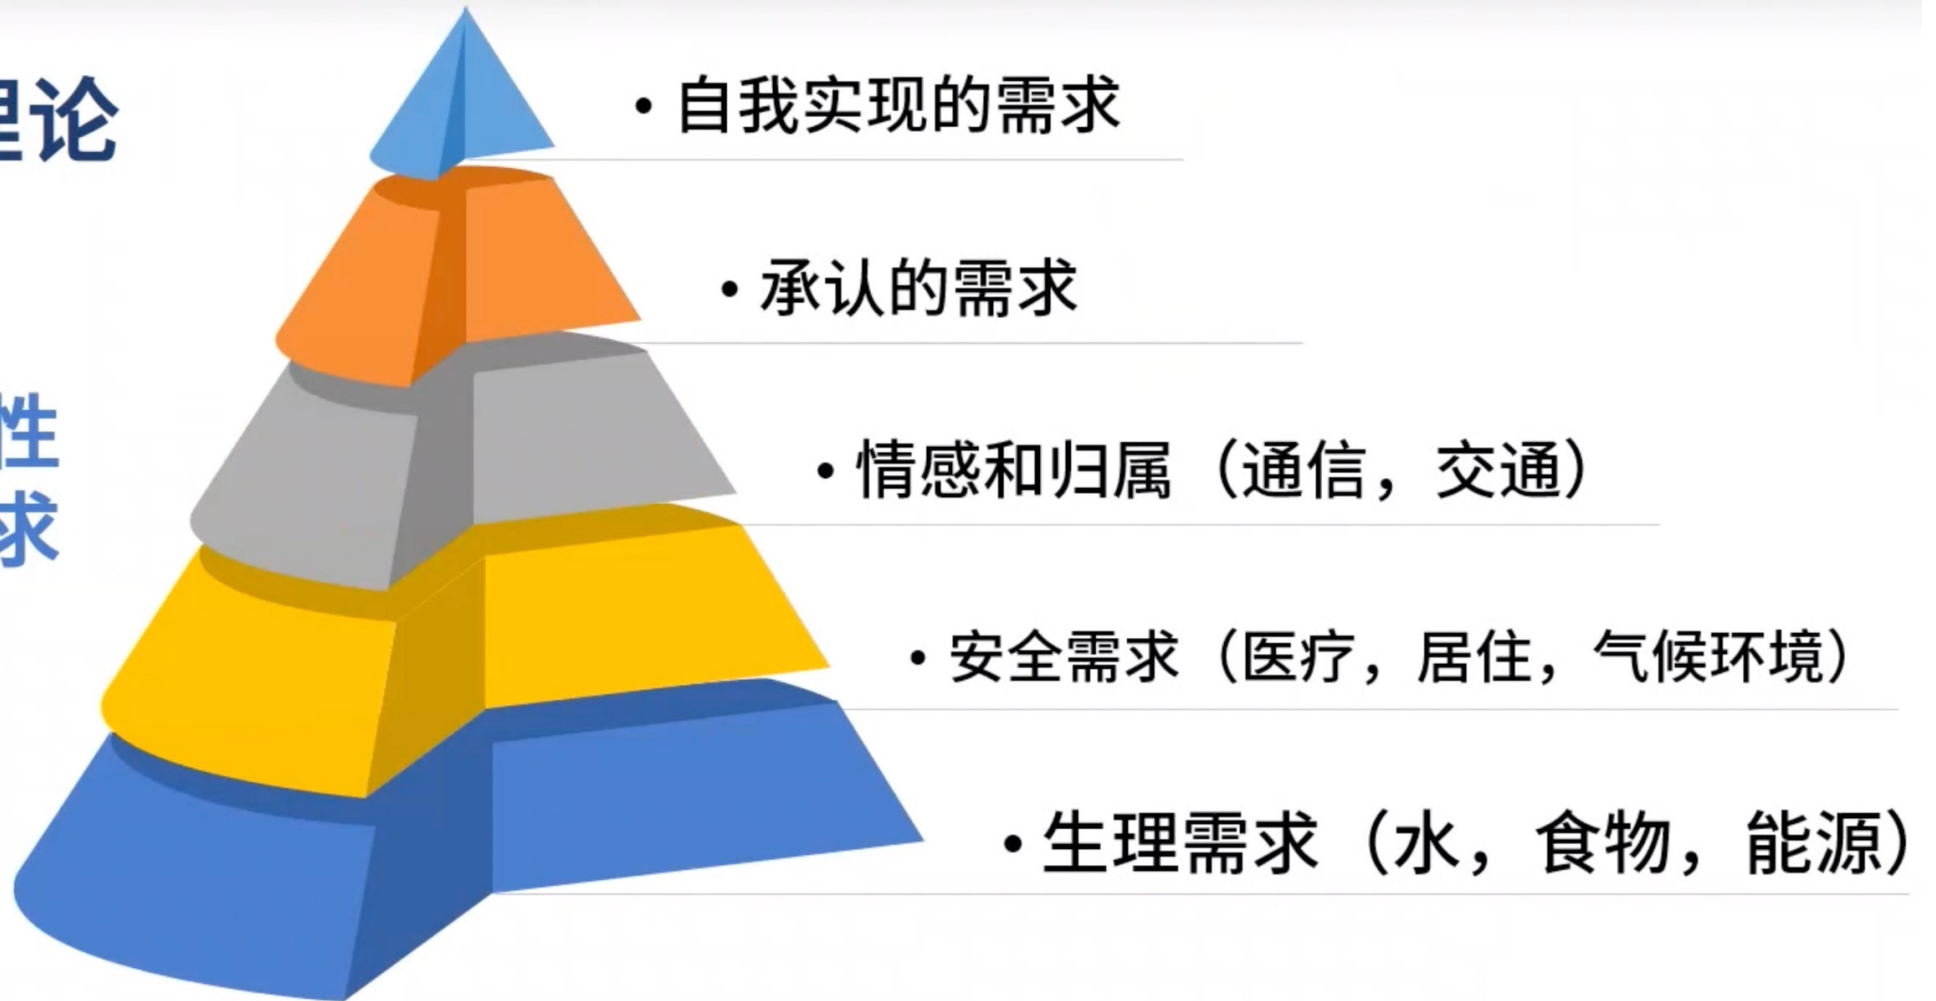 论
• 自我实现的需求
• 承认的需求
性
• 情感和归属（通信，交通）
求
• 安全需求（医疗，居住，气候环境）
• 生理需求（水，食物，能源）